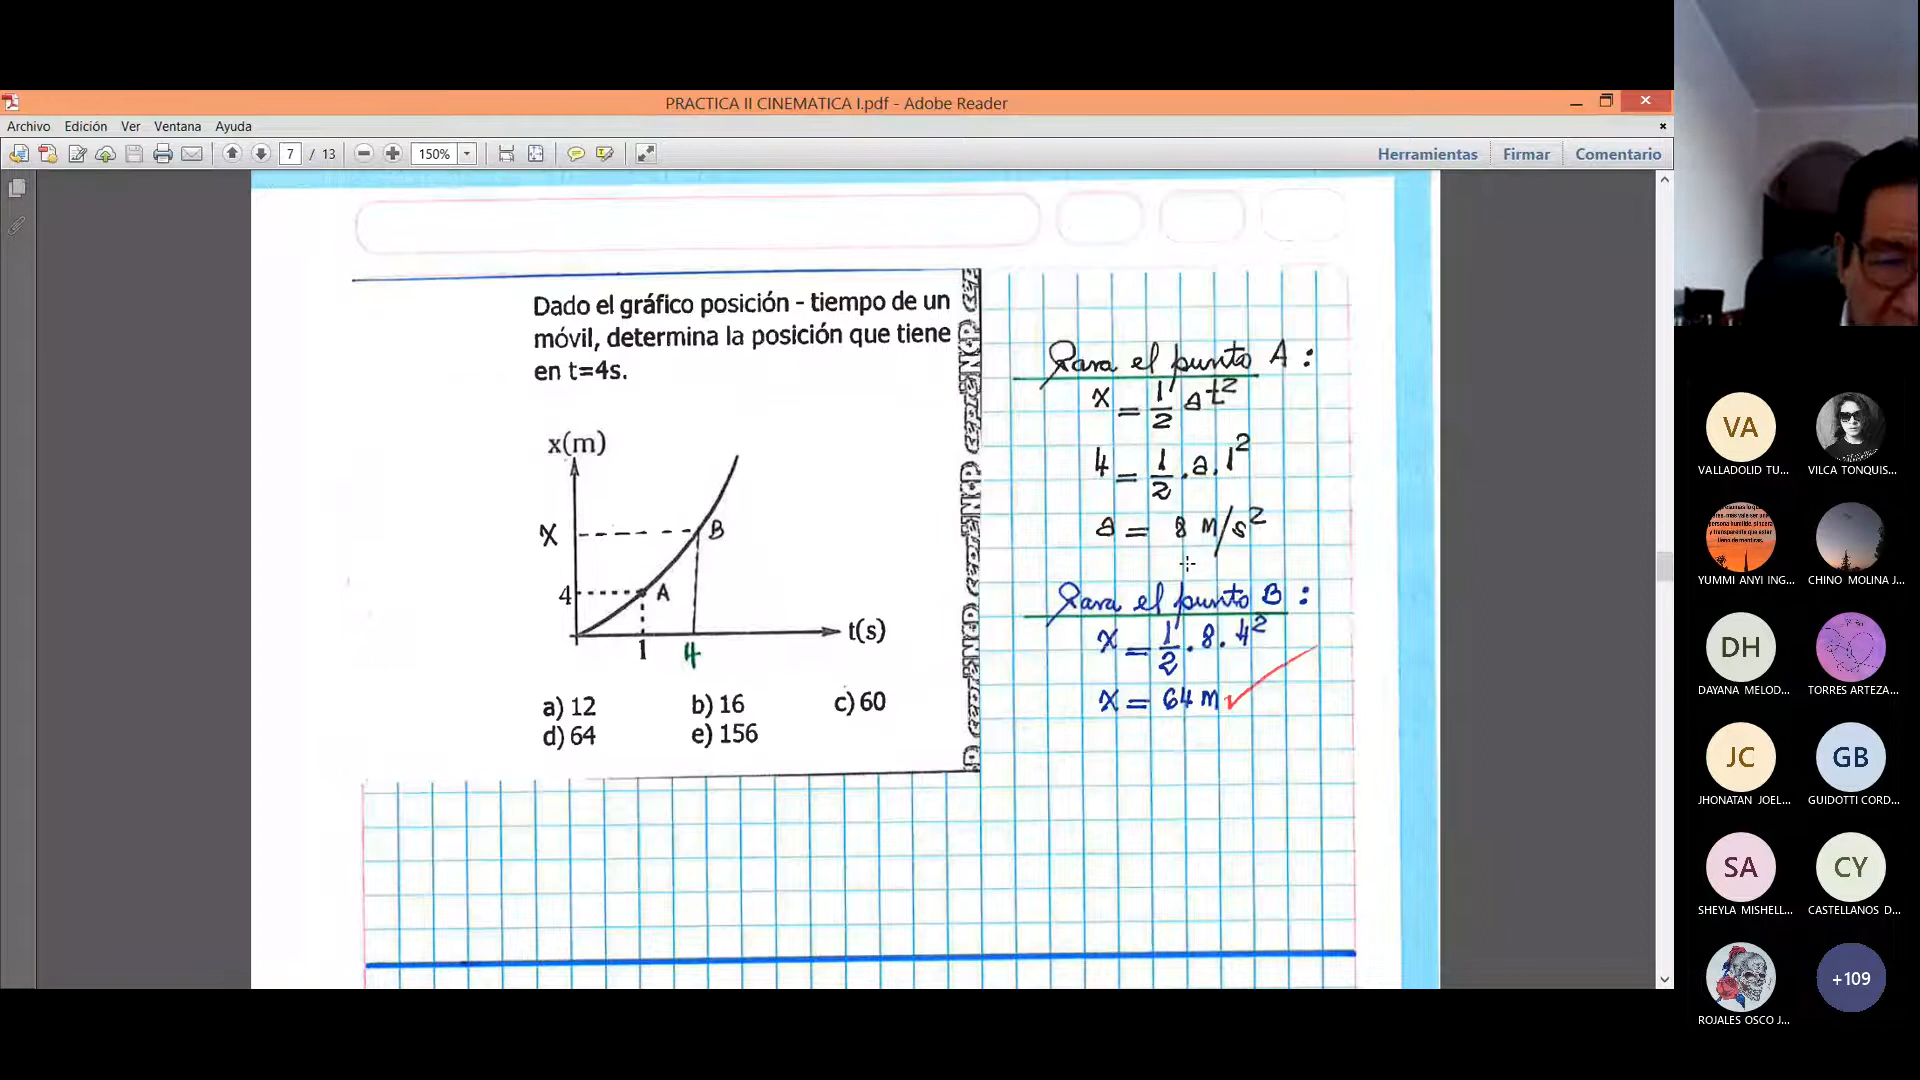 PRACTICA II CINEMATICA I.pdf - Adobe Reader
Archivo Edición Ver Ventana Ayuda
7 / 13 150% Herramientas Firmar Comentario
Dado el gráfico posición - tiempo de un
móvil, determina la posición que tiene
en t=4s.
x(m)
X
B
4
A
t(s)
1
4
a) 12 b) 16 c) 60
d) 64 e) 156
Para el punto A :
x = 1/2 at²
4 = 1/2 . a . 1²
a = 8 m/s²
Para el punto B :
x = 1/2 . 8 . 4²
x = 64 m
VA
VALLADOLID TU...
VILCA TONQUIS...
YUMMI ANYI ING...
CHINO MOLINA J...
DH
DAYANA MELOD...
TORRES ARTEZA...
JC
JHONATAN JOEL...
GB
GUIDOTTI CORD...
SA
SHEYLA MISHELL...
CY
CASTELLANOS D...
ROJALES OSCO J...
+109